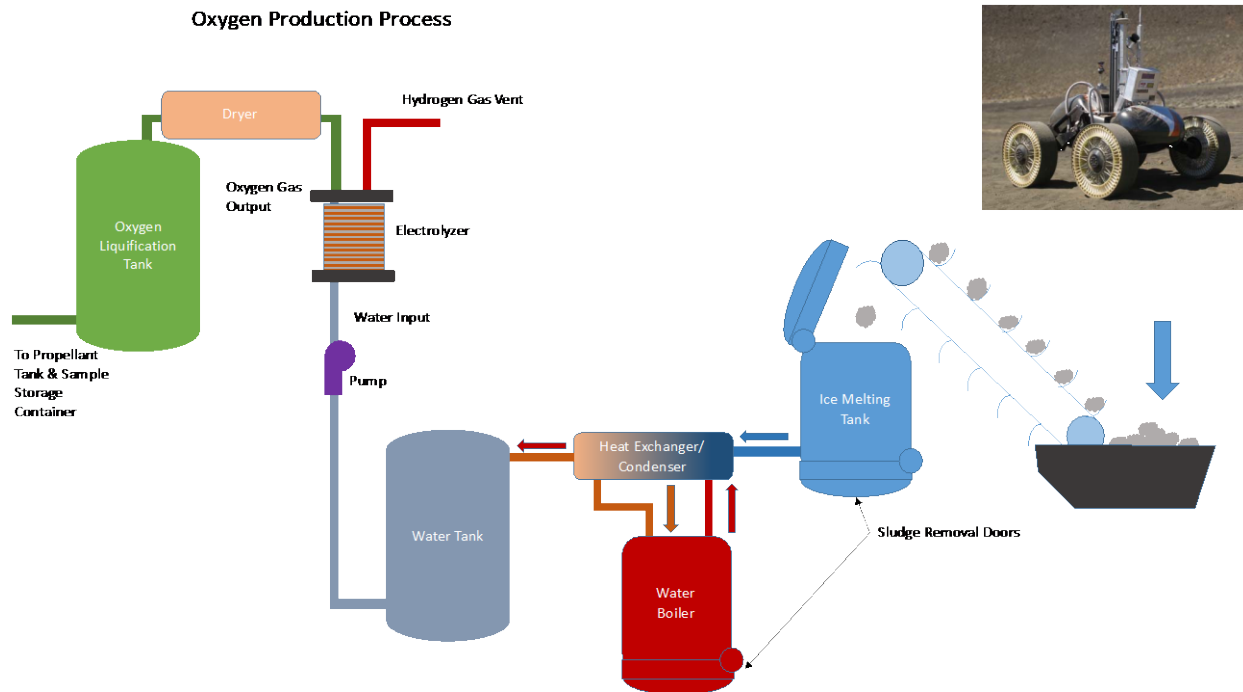 Oxygen Production Process
Dryer
Hydrogen Gas Vent
Oxygen Gas
Output
Oxygen
Liquification
Tank
Electrolyzer
Water Input
To Propellant
Tank & Sample
Storage
Container
Pump
Ice Melting
Tank
Heat Exchanger/
Condenser
Water Tank
Sludge Removal Doors
Water
Boiler